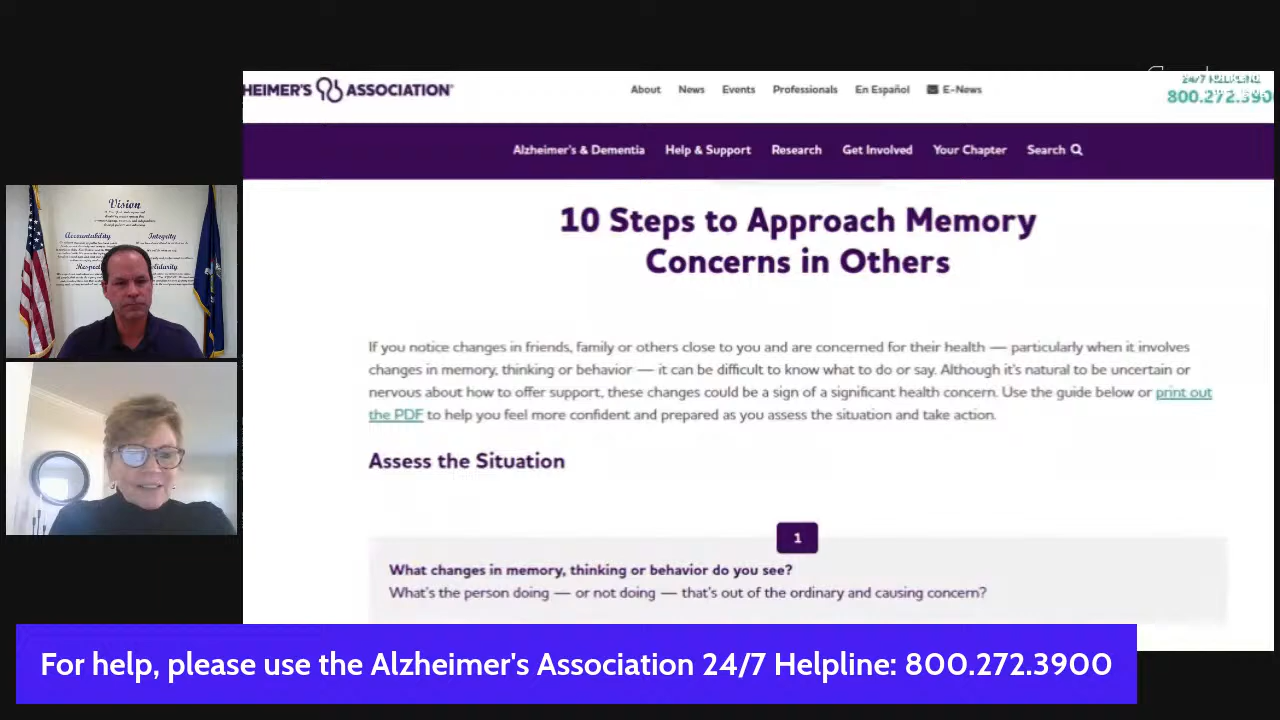 HEIMER'S ASSOCIATION
About News Events Professionals En Español E-News
24/7
800.272.390
Alzheimer's & Dementia Help & Support Research Get Involved Your Chapter Search
10 Steps to Approach Memory
Concerns in Others
If you notice changes in friends, family or others close to you and are concerned for their health — particularly when it involves
changes in memory, thinking or behavior — it can be difficult to know what to do or say. Although it's natural to be uncertain or
nervous about how to offer support, these changes could be a sign of a significant health concern. Use the guide below or print out
the PDF to help you feel more confident and prepared as you assess the situation and take action.
Assess the Situation
1
What changes in memory, thinking or behavior do you see?
What's the person doing — or not doing — that's out of the ordinary and causing concern?
Vision
Accountability Integrity
For help, please use the Alzheimer's Association 24/7 Helpline: 800.272.3900